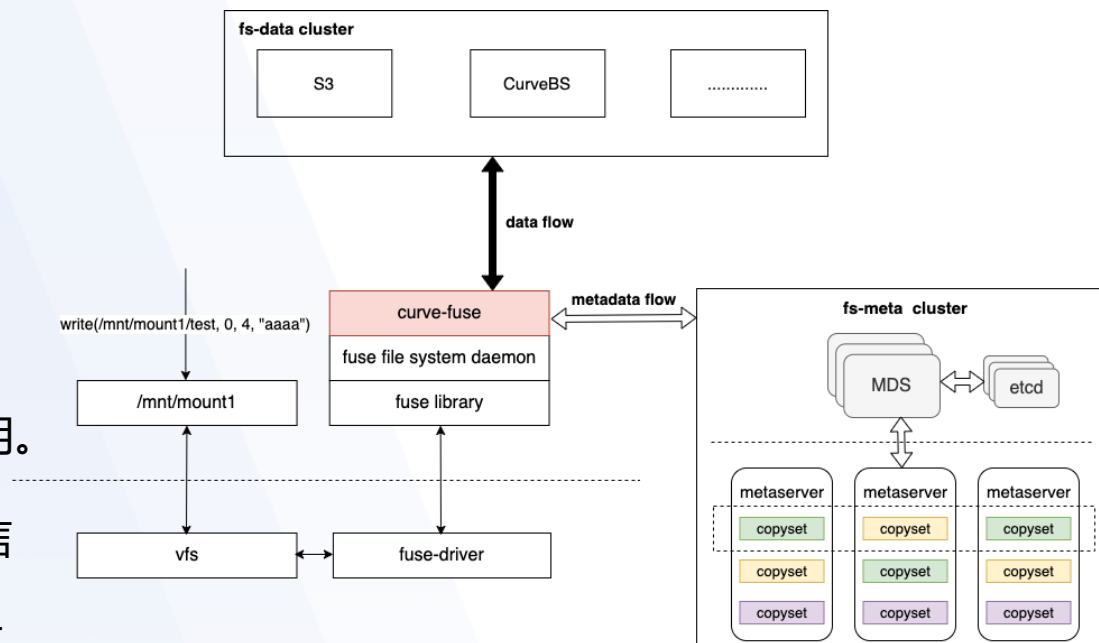 fs-data cluster
S3
CurveBS
.............
data flow
write(/mnt/mount1/test, 0, 4, "aaaa")
/mnt/mount1
curve-fuse
fuse file system daemon
fuse library
metadata flow
fs-meta cluster
MDS
etcd
metaserver
metaserver
metaserver
copyset
copyset
copyset
copyset
copyset
copyset
copyset
copyset
copyset
vfs
fuse-driver